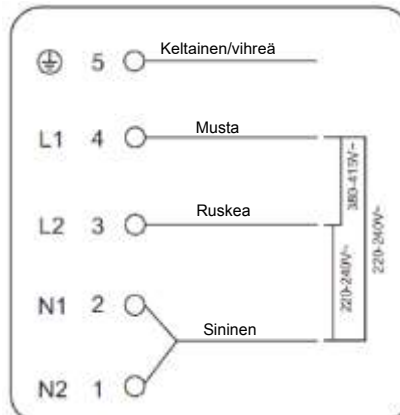 5 Keltainen/vihreä
L1 4 Musta
L2 3 Ruskea
N1 2
Sininen
N2 1
380-415V~
220-240V~
220-240V~